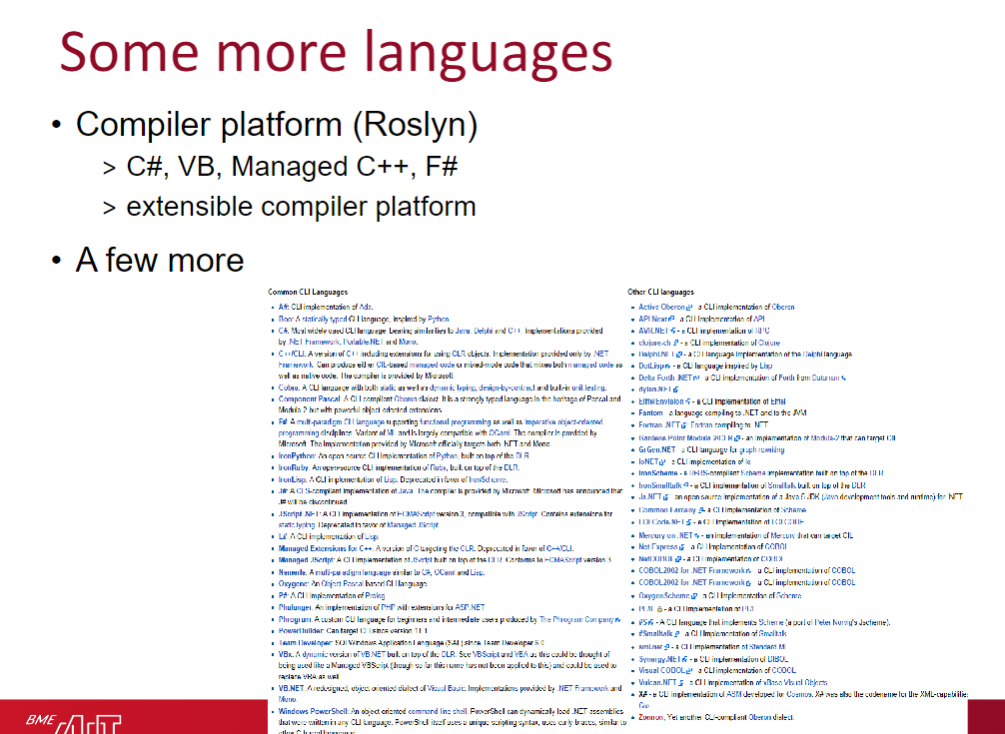 Some more languages
• Compiler platform (Roslyn)
> C#, VB, Managed C++, F#
> extensible compiler platform
• A few more
Common CLI Languages
• A#: CLI implementation of Ada.
• Boo: A statically typed CLI language, inspired by Python
• C#: Most widely used CLI language. Bearing similarities to Java, Delphi and C++. Implementations provided
by .NET Framework, Portable.NET and Mono.
• C++/CLI: A version of C++ including extensions for using CLR objects. Implementation provided only by .NET
Framework. Can produce either CIL-based managed code or mixed-mode code that mixes both managed code as
well as native code. The compiler is provided by Microsoft.
• Cobra: A CLI language with both static as well as dynamic typing, design-by-contract and built-in unit testing.
• Component Pascal: A CLI-compliant Oberon dialect. It is a strongly typed language in the heritage of Pascal and
Modula-2 but with powerful object-oriented extensions.
• F#: A multi-paradigm CLI language supporting functional programming as well as imperative object-oriented
programming disciplines. Variant of ML and is largely compatible with OCaml. The compiler is provided by
Microsoft. The implementation provided by Microsoft officially targets both .NET and Mono.
• IronPython: An open-source CLI implementation of Python, built on top of the DLR.
• IronRuby: An open-source CLI implementation of Ruby, built on top of the DLR.
• IronLisp: A CLI implementation of Lisp. Deprecated in favor of IronScheme.
• J#: A CLS-compliant implementation of Java. The compiler is provided by Microsoft. Microsoft has announced that
J# will be discontinued.
• JScript .NET: A CLI implementation of ECMAScript version 3, compatible with JScript. Contains extensions for
static typing. Deprecated in favor of Managed JScript.
• L#: A CLI implementation of Lisp.
• Managed Extensions for C++: A version of C++ targeting the CLR. Deprecated in favor of C++/CLI.
• Managed JScript: A CLI implementation of JScript built on top of the DLR. Conforms to ECMAScript version 3.
• Nemerle: A multi-paradigm language similar to C#, OCaml and Lisp.
• Oxygene: An Object Pascal-based CLI language.
• P#: A CLI implementation of Prolog
• Phalanger: An implementation of PHP with extensions for ASP.NET
• Phrogram: A custom CLI language for beginners and intermediate users produced by The Phrogram Company
• PowerBuilder: Can target CLI since version 11.1
• Team Developer: SQLWindows Application Language (SAL) since Team Developer 6.0
• VBx: A dynamic version of VB.NET built on top of the DLR. See VBScript and VBA as this could be thought of
being used like a Managed VBScript (though so far this name has not been applied to this) and could be used to
replace VBA as well.
• VB.NET: A redesigned, object-oriented dialect of Visual Basic. Implementations provided by .NET Framework and
Mono.
• Windows PowerShell: An object-oriented command-line shell. PowerShell can dynamically load .NET assemblies
that were written in any CLI language. PowerShell itself uses a unique scripting syntax, uses curly-braces, similar to
Other CLI languages
• Active Oberon - a CLI implementation of Oberon
• APLNext - a CLI implementation of APL
• AVR.NET - a CLI implementation of RPG
• clojure-clr - a CLI implementation of Clojure
• Delphi.NET - a CLI language implementation of the Delphi language
• DotLisp - a CLI language inspired by Lisp
• Delta Forth .NET - a CLI implementation of Forth from Dataman
• dylan.NET
• EiffelEnvision - a CLI implementation of Eiffel
• Fantom - a language compiling to .NET and to the JVM
• Fortran .NET - Fortran compiling to .NET
• Gardens Point Modula-2/CLR - an implementation of Modula-2 that can target CIL
• GrGen.NET - a CLI language for graph rewriting
• IoNET - a CLI implementation of Io
• IronScheme - a R6RS-compliant Scheme implementation built on top of the DLR
• IronSmalltalk - a CLI implementation of Smalltalk built on top of the DLR
• Ja.NET - an open source implementation of a Java 5 JDK (Java development tools and runtime) for .NET
• Common Larceny - a CLI implementation of Scheme
• LOLCode.NET - a CLI implementation of LOLCODE
• Mercury on .NET - an implementation of Mercury that can target CIL
• Net Express - a CLI implementation of COBOL
• NetCOBOL - a CLI implementation of COBOL
• COBOL2002 for .NET Framework - a CLI implementation of COBOL
• COBOL2002 for .NET Framework - a CLI implementation of COBOL
• OxygenScheme - a CLI implementation of Scheme
• PL/IL - a CLI implementation of PL/I
• #S - A CLI language that implements Scheme (a port of Peter Norvig's Jscheme).
• #Smalltalk - a CLI implementation of Smalltalk
• sml.net - a CLI implementation of Standard ML
• Synergy.NET - a CLI implementation of DIBOL
• Visual COBOL - a CLI implementation of COBOL
• Vulcan.NET - a CLI implementation of xBase Visual Objects
• X# - a CLI implementation of ASM developed for Cosmos. X# was also the codename for the XML-capabilities
• Zonnon, Yet another CLI-compliant Oberon dialect.
BME